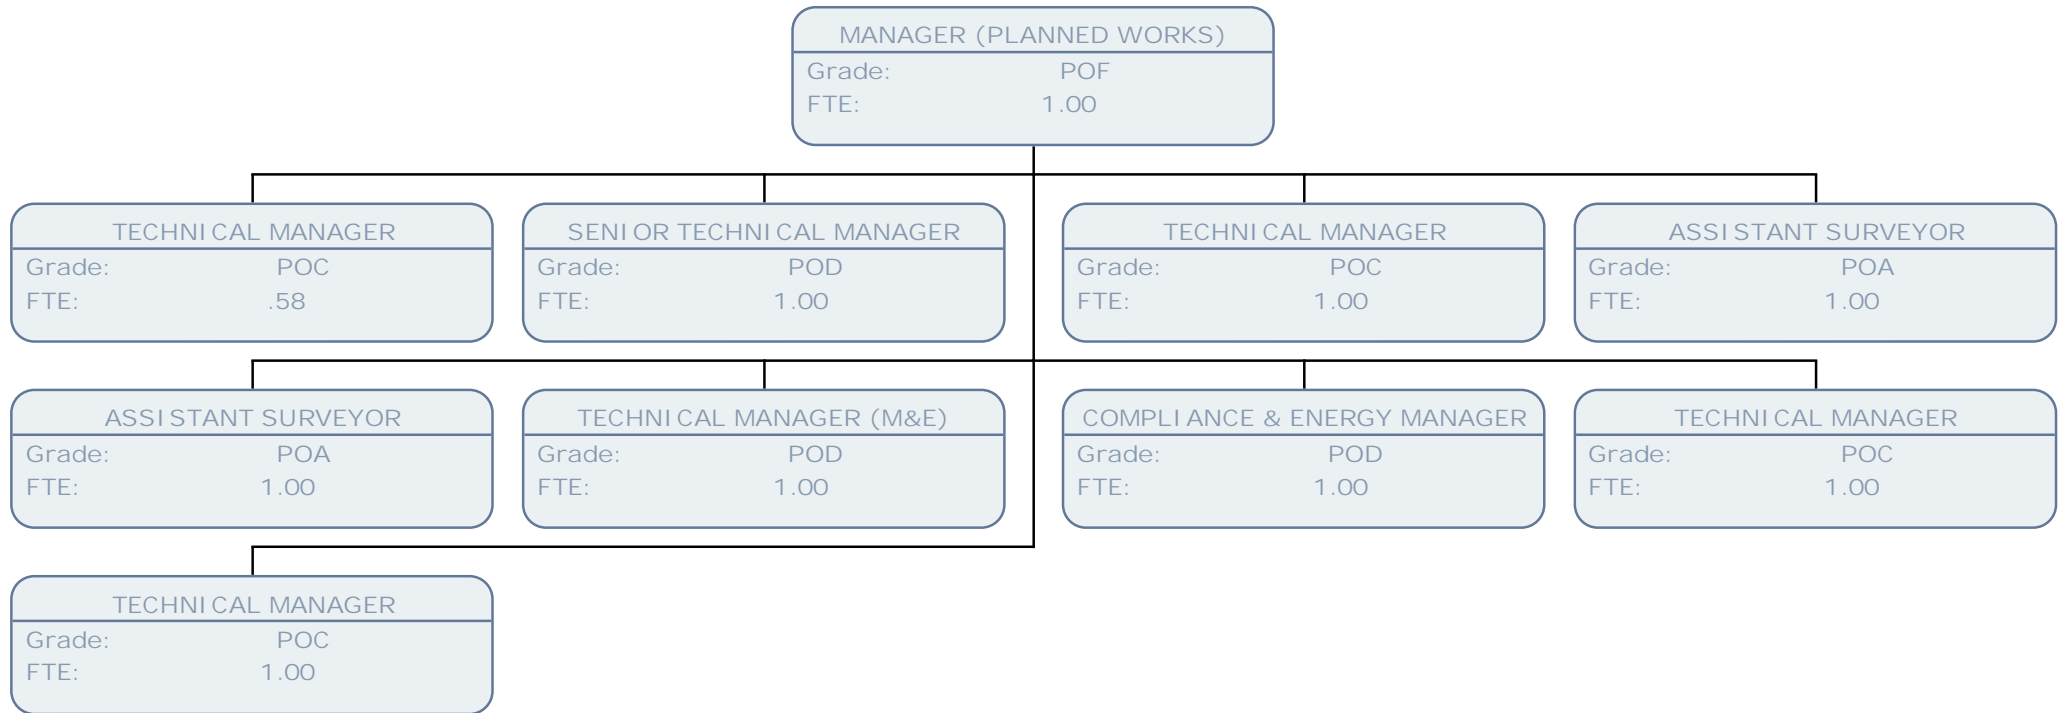 MANAGER (PLANNED WORKS)
Grade: POF
FTE: 1.00
TECHNICAL MANAGER
Grade: POC
FTE: .58
SENIOR TECHNICAL MANAGER
Grade: POD
FTE: 1.00
TECHNICAL MANAGER
Grade: POC
FTE: 1.00
ASSISTANT SURVEYOR
Grade: POA
FTE: 1.00
ASSISTANT SURVEYOR
Grade: POA
FTE: 1.00
TECHNICAL MANAGER (M&E)
Grade: POD
FTE: 1.00
COMPLIANCE & ENERGY MANAGER
Grade: POD
FTE: 1.00
TECHNICAL MANAGER
Grade: POC
FTE: 1.00
TECHNICAL MANAGER
Grade: POC
FTE: 1.00